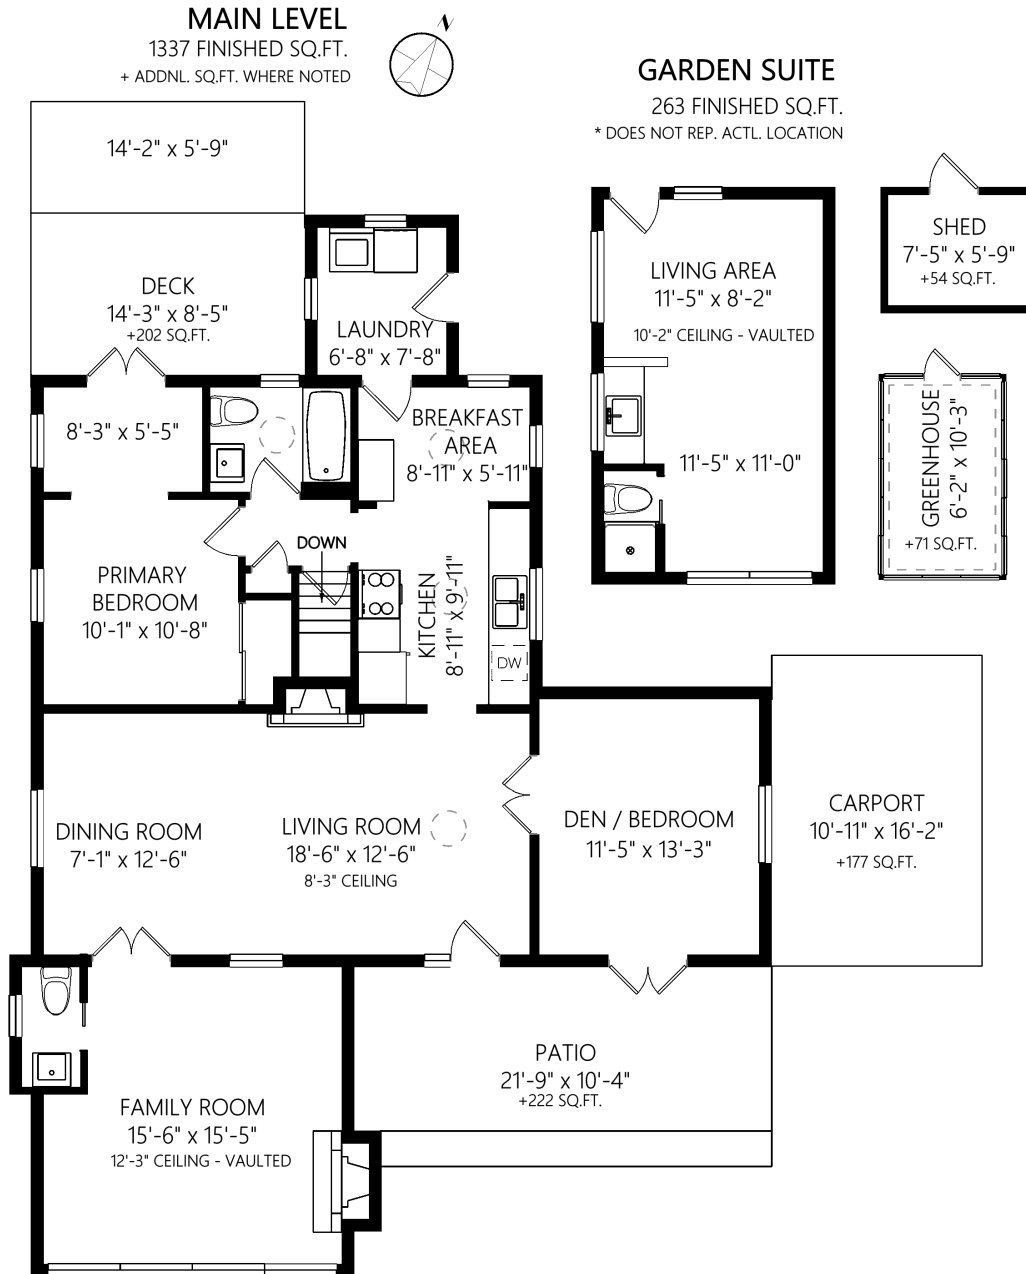 MAIN LEVEL
1337 FINISHED SQ.FT.
+ ADDNL. SQ.FT. WHERE NOTED
N
GARDEN SUITE
263 FINISHED SQ.FT.
* DOES NOT REP. ACTL. LOCATION
14'-2" x 5'-9"
DECK
14'-3" x 8'-5"
+202 SQ.FT.
LAUNDRY
6'-8" x 7'-8"
LIVING AREA
11'-5" x 8'-2"
10'-2" CEILING - VAULTED
11'-5" x 11'-0"
SHED
7'-5" x 5'-9"
+54 SQ.FT.
GREENHOUSE
6'-2" x 10'-3"
+71 SQ.FT.
8'-3" x 5'-5"
BREAKFAST
AREA
8'-11" x 5'-11"
DOWN
PRIMARY
BEDROOM
10'-1" x 10'-8"
KITCHEN
8'-11" x 9'-11"
DW
DINING ROOM
7'-1" x 12'-6"
LIVING ROOM
18'-6" x 12'-6"
8'-3" CEILING
DEN / BEDROOM
11'-5" x 13'-3"
CARPORT
10'-11" x 16'-2"
+177 SQ.FT.
PATIO
21'-9" x 10'-4"
+222 SQ.FT.
FAMILY ROOM
15'-6" x 15'-5"
12'-3" CEILING - VAULTED